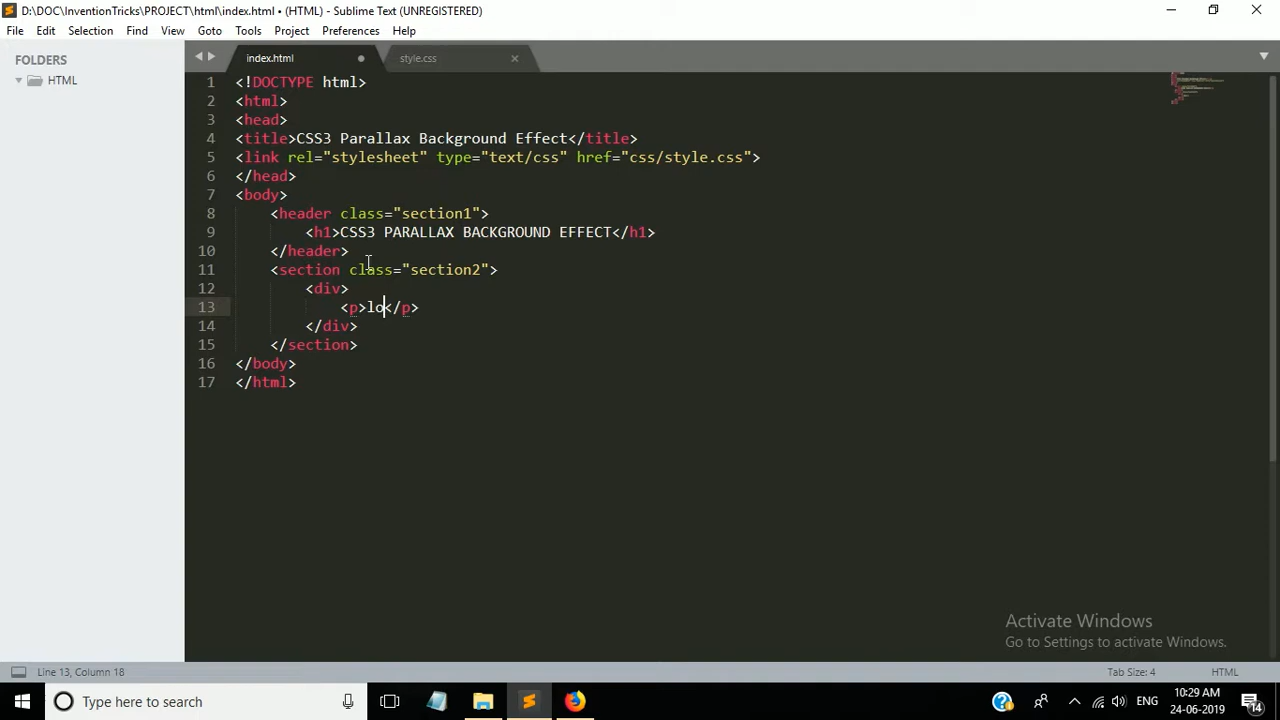 D:\DOC\InventionTricks\PROJECT\html\index.html • (HTML) - Sublime Text (UNREGISTERED)
File Edit Selection Find View Goto Tools Project Preferences Help
FOLDERS
HTML
index.html style.css
1 <!DOCTYPE html>
2 <html>
3 <head>
4 <title>CSS3 Parallax Background Effect</title>
5 <link rel="stylesheet" type="text/css" href="css/style.css">
6 </head>
7 <body>
8 <header class="section1">
9 <h1>CSS3 PARALLAX BACKGROUND EFFECT</h1>
10 </header>
11 <section class="section2">
12 <div>
13 <p>lo</p>
14 </div>
15 </section>
16 </body>
17 </html>
Activate Windows
Go to Settings to activate Windows.
Line 13, Column 18 Tab Size: 4 HTML
Type here to search ENG 10:29 AM 14
24-06-2019